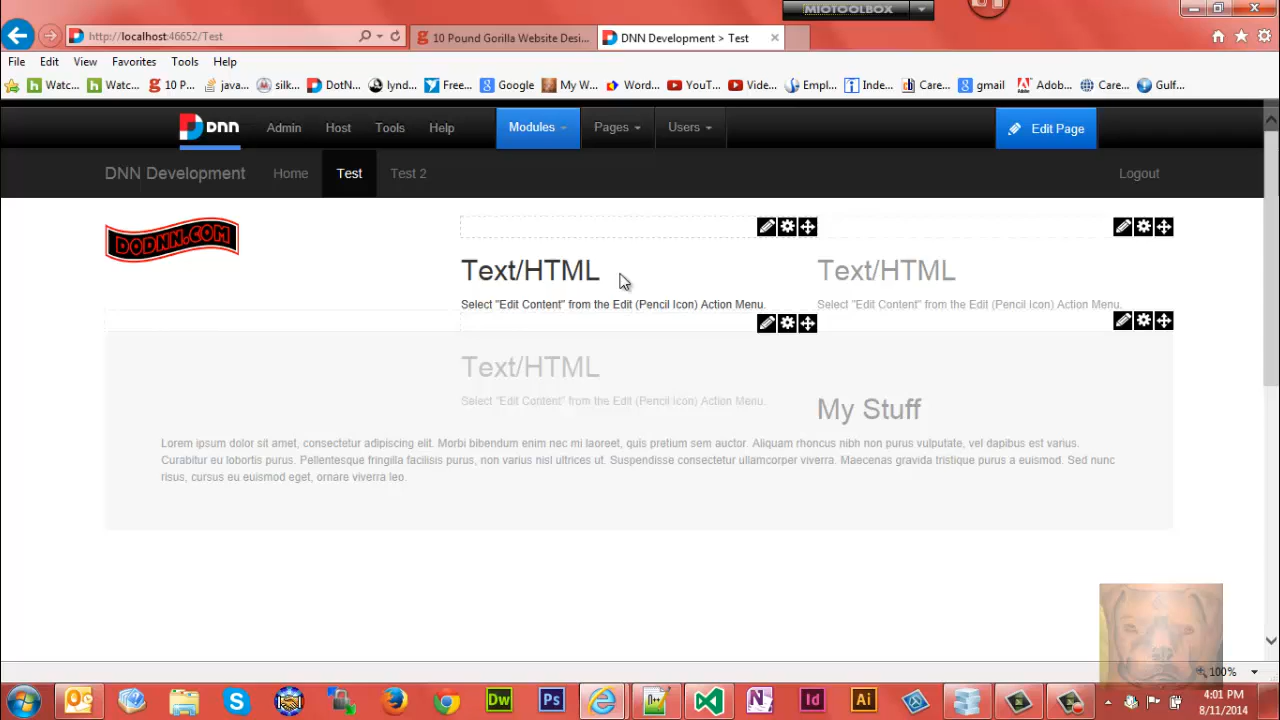 MIOTOOLBOX
http://localhost:46652/Test
10 Pound Gorilla Website Desi...
DNN Development > Test
File Edit View Favorites Tools Help
Watc... Watc... 10 P... java... silk... DotN... lynd... Free... Google My W... Word... YouT... Vide... Empl... Inde... Care... gmail Adob... Care... Gulf...
DNN Admin Host Tools Help Modules Pages Users Edit Page
DNN Development Home Test Test 2 Logout
DODNN.COM
Text/HTML
Select "Edit Content" from the Edit (Pencil Icon) Action Menu.
Text/HTML
Select "Edit Content" from the Edit (Pencil Icon) Action Menu.
Text/HTML
Select "Edit Content" from the Edit (Pencil Icon) Action Menu.
My Stuff
Lorem ipsum dolor sit amet, consectetur adipiscing elit. Morbi bibendum enim nec mi laoreet, quis pretium sem auctor. Aliquam rhoncus nibh non purus vulputate, vel dapibus est varius.
Curabitur eu lobortis purus. Pellentesque fringilla facilisis purus, non varius nisl ultrices ut. Suspendisse consectetur ullamcorper viverra. Maecenas gravida tristique purus a euismod. Sed nunc
risus, cursus eu euismod eget, ornare viverra leo.
100%
Dw Ps Id Ai
4:01 PM
8/11/2014